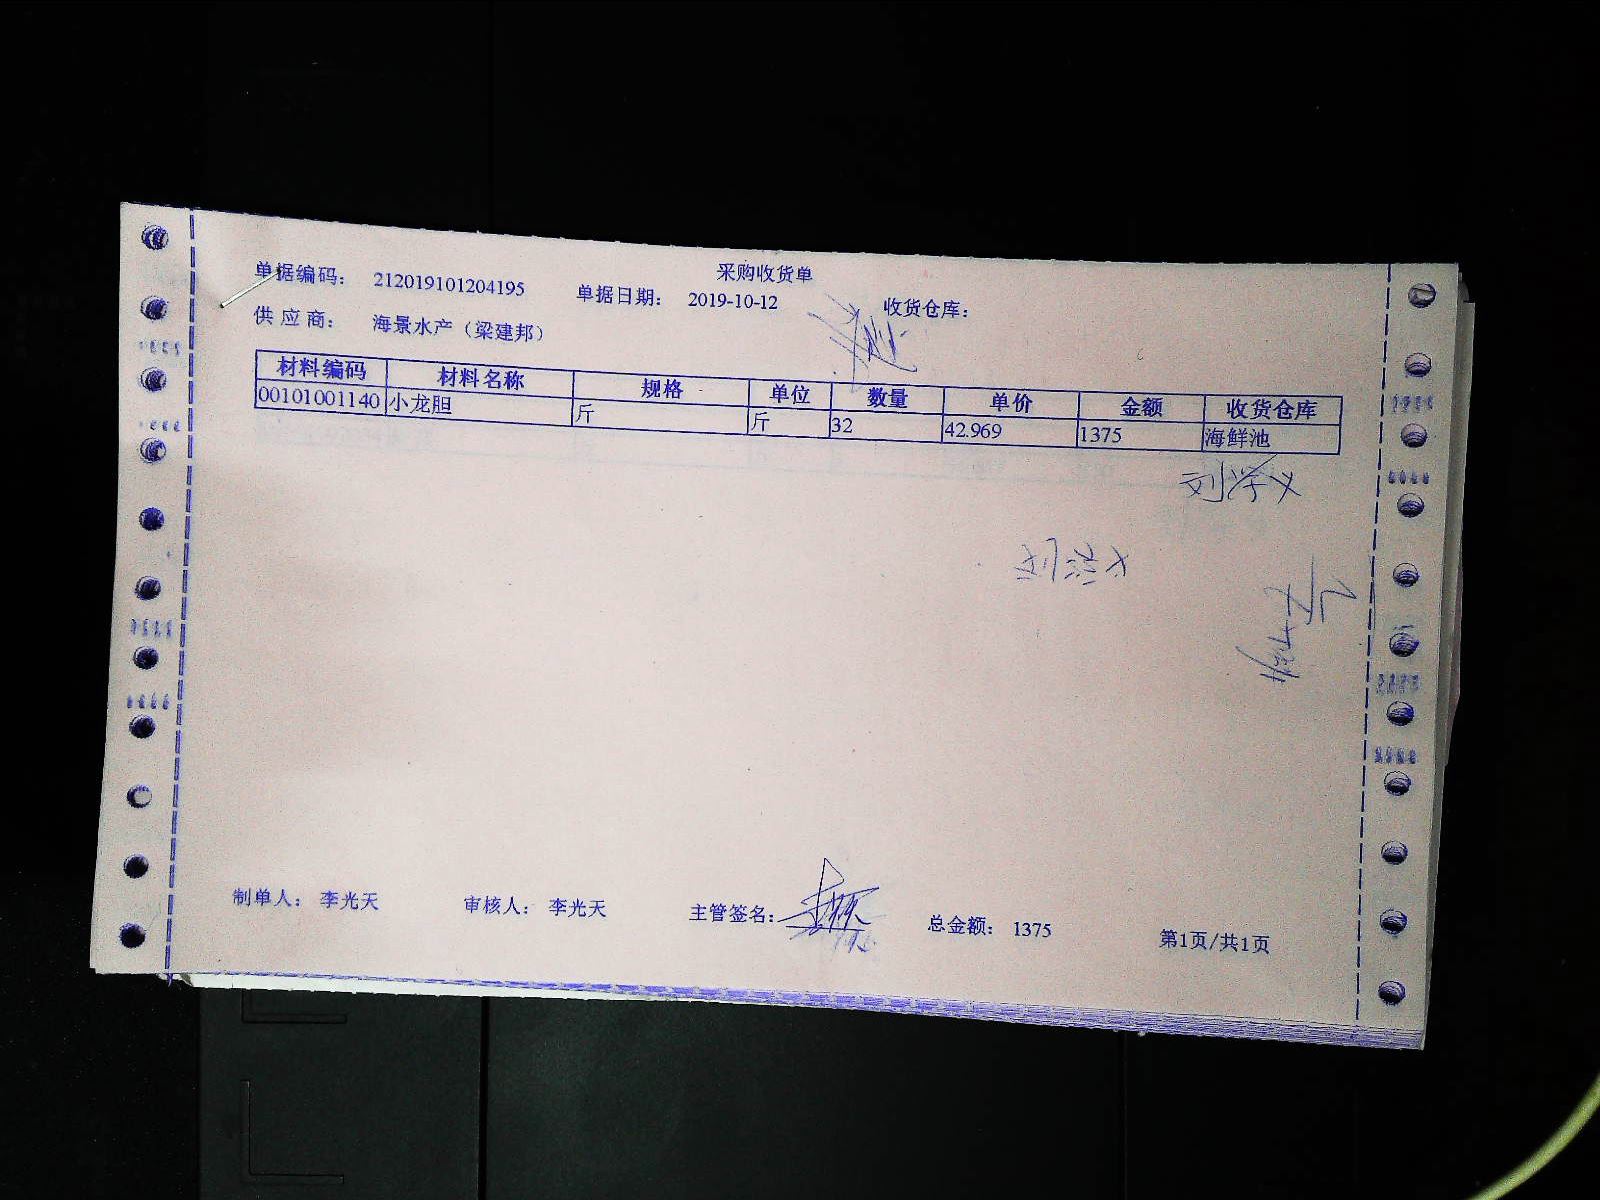 采购收货单
单据编码： 212019101204195 单据日期： 2019-10-12 收货仓库：
供 应 商： 海景水产（梁建邦）
材料编码 材料名称 规格 单位 数量 单价 金额 收货仓库
00101001140 小龙胆 斤 斤 32 42.969 1375 海鲜池
刘学义
制单人： 李光天 审核人： 李光天 主管签名： 总金额： 1375 第1页/共1页